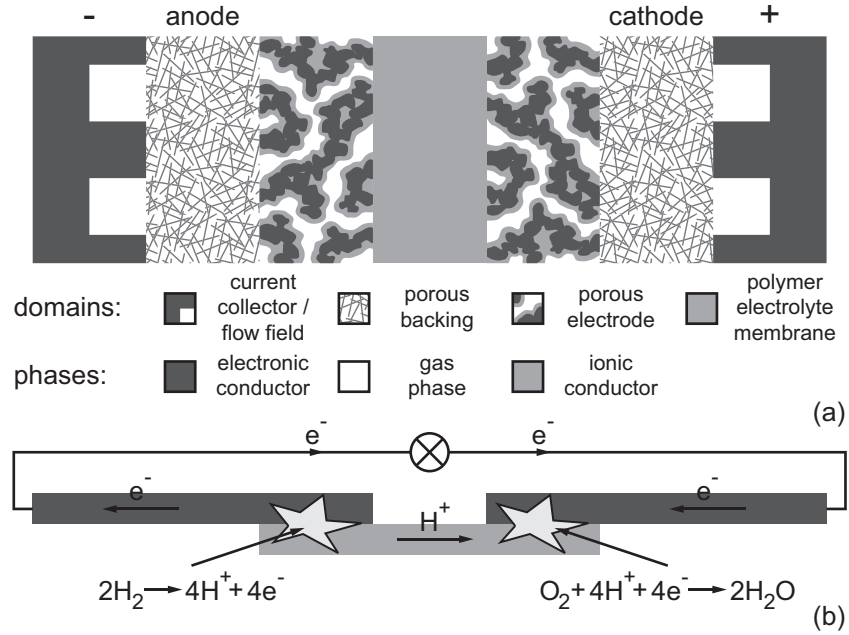 - anode cathode +
domains: current collector / flow field porous backing porous electrode polymer electrolyte membrane
phases: electronic conductor gas phase ionic conductor
(a)
e- e-
e- H+ e-
2H2→4H+ + 4e- O2 + 4H+ + 4e-→2H2O
(b)